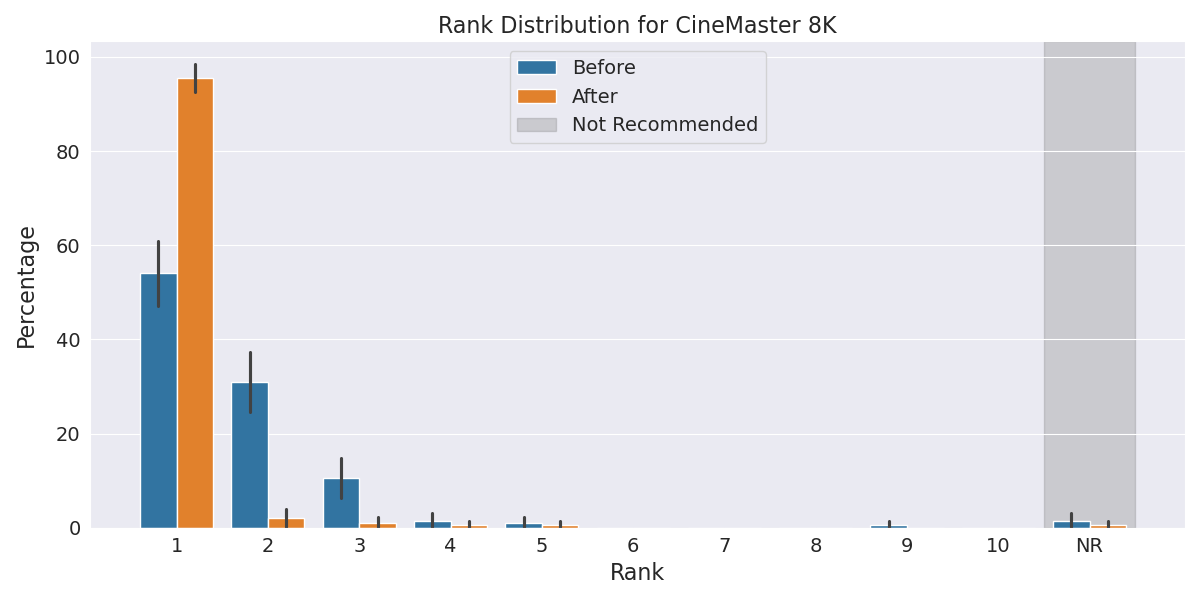 Rank Distribution for CineMaster 8K
Before
After
Not Recommended
Percentage
100
80
60
40
20
0
1 2 3 4 5 6 7 8 9 10 NR
Rank